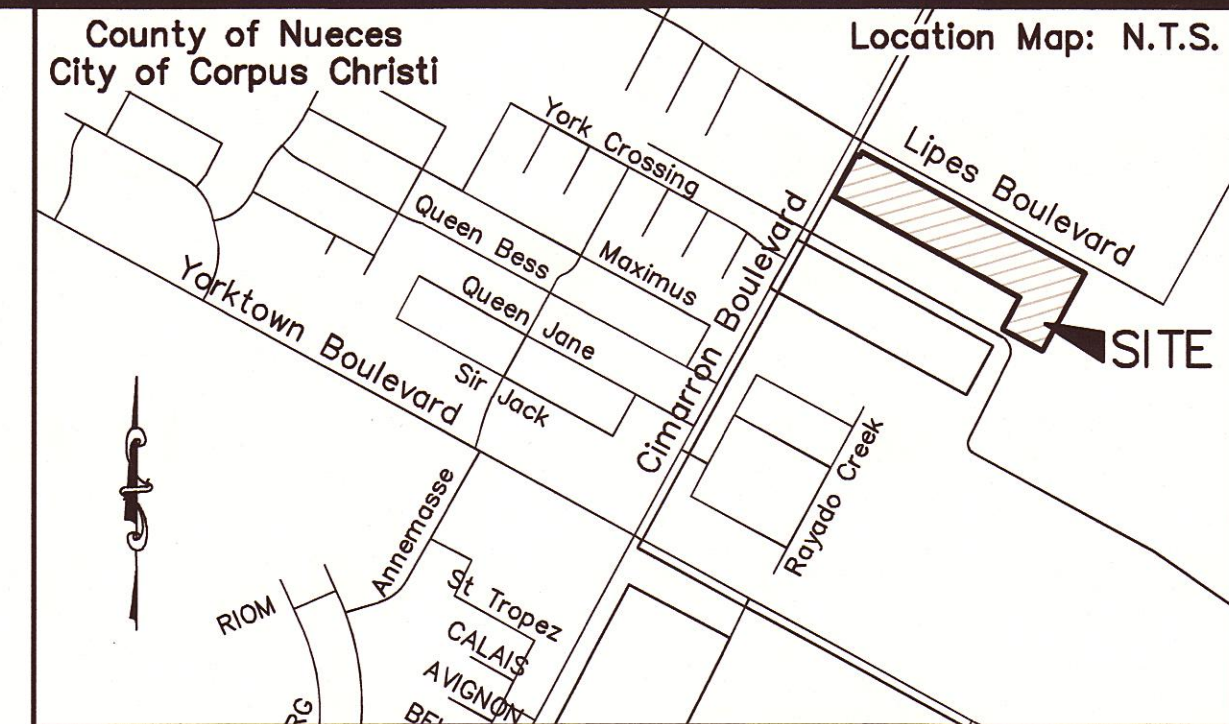 County of Nueces
City of Corpus Christi
Location Map: N.T.S.
York Crossing
Lipes Boulevard
Queen Bess
Maximus
Cimarron Boulevard
Yorktown Boulevard
Queen Jane
SITE
Sir Jack
Rayado Creek
Annemasse
St Tropez
RIOM
CALAIS
AVIGNON